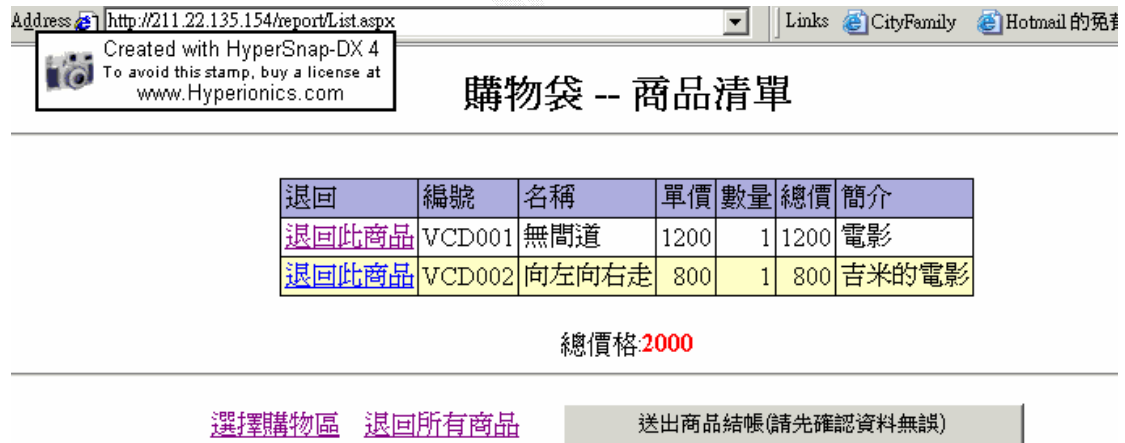 Address http://211.22.135.154/report/List.aspx Links CityFamily Hotmail 的免
Created with HyperSnap-DX 4
To avoid this stamp, buy a license at
www.Hyperionics.com
購物袋 -- 商品清單
退回 編號 名稱 單價 數量 總價 簡介
退回此商品 VCD001 無間道 1200 1 1200 電影
退回此商品 VCD002 向左向右走 800 1 800 吉米的電影
總價格:2000
選擇購物區 退回所有商品 送出商品結帳(請先確認資料無誤)